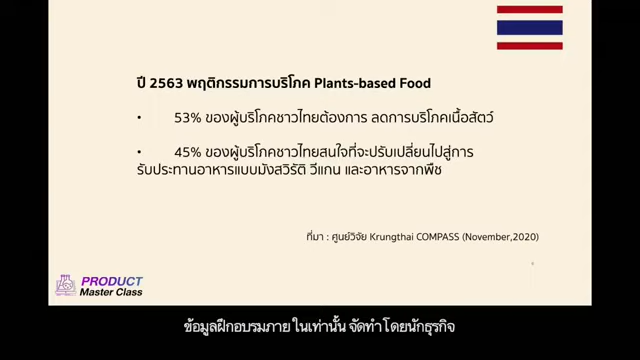 ปี 2563 พฤติกรรมการบริโภค Plants-based Food
• 53% ของผู้บริโภคชาวไทยต้องการ ลดการบริโภคเนื้อสัตว์
• 45% ของผู้บริโภคชาวไทยสนใจที่จะปรับเปลี่ยนไปสู่การ
รับประทานอาหารแบบมังสวิรัติ วีแกน และอาหารจากพืช
ที่มา : ศูนย์วิจัย Krungthai COMPASS (November,2020)
PRODUCT
Master Class
ข้อมูลฝึกอบรมภายในเท่านั้น จัดทำโดยนักธุรกิจ